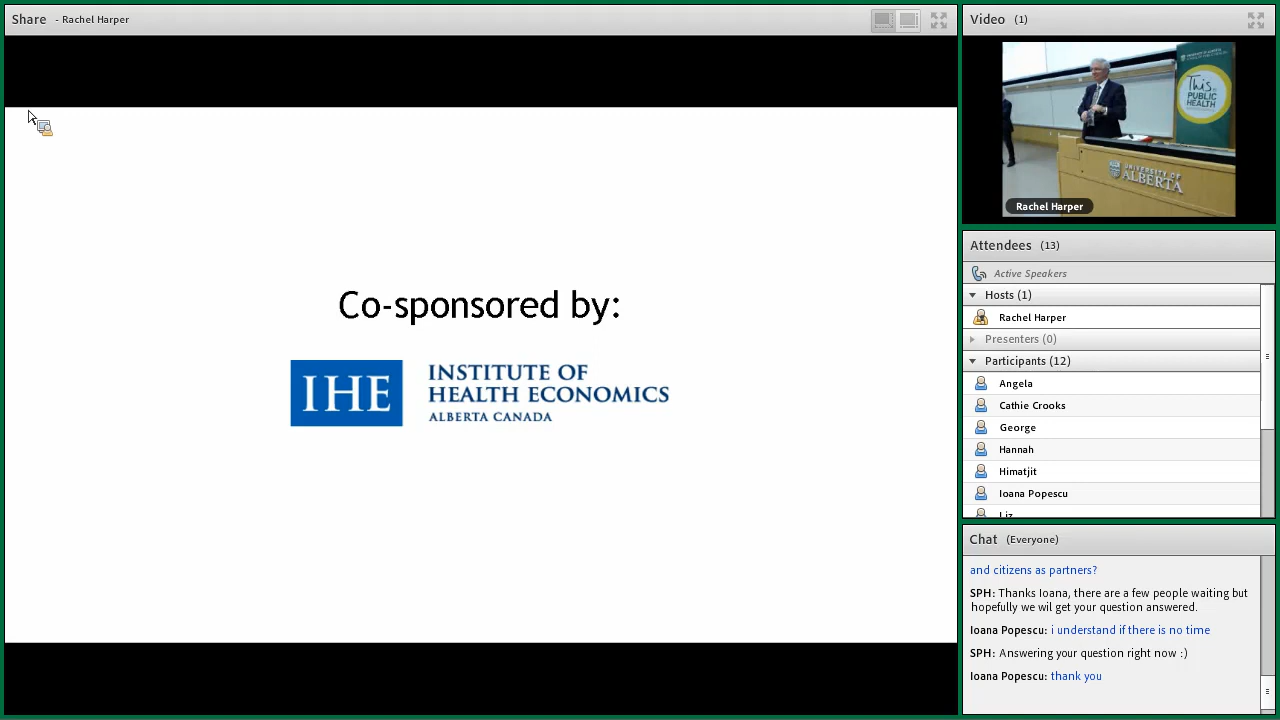 Share - Rachel Harper
Co-sponsored by:
IHE
INSTITUTE OF
HEALTH ECONOMICS
ALBERTA CANADA
Video (1)
This is
PUBLIC
HEALTH
UNIVERSITY OF
ALBERTA
Rachel Harper
Attendees (13)
Active Speakers
Hosts (1)
Rachel Harper
Presenters (0)
Participants (12)
Angela
Cathie Crooks
George
Hannah
Himatjit
Ioana Popescu
Liz
Chat (Everyone)
and citizens as partners?
SPH: Thanks Ioana, there are a few people waiting but
hopefully we wil get your question answered.
Ioana Popescu: i understand if there is no time
SPH: Answering your question right now :)
Ioana Popescu: thank you